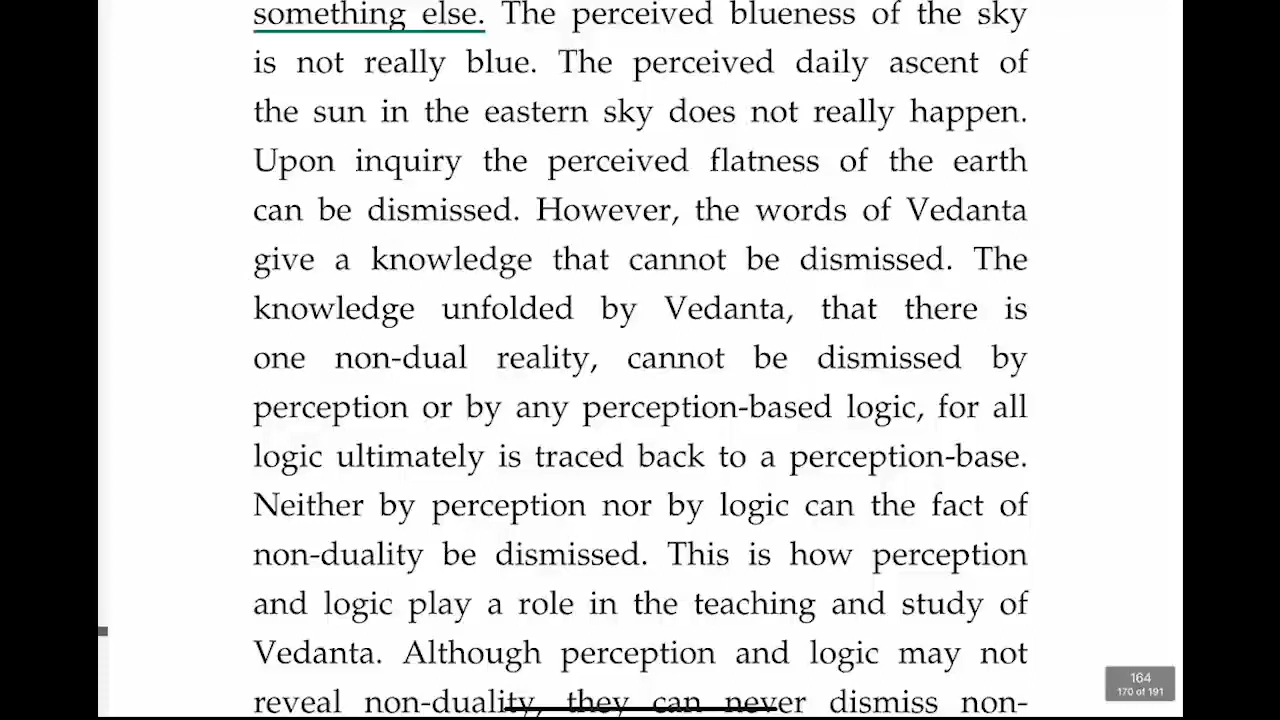 something else. The perceived blueness of the sky
is not really blue. The perceived daily ascent of
the sun in the eastern sky does not really happen.
Upon inquiry the perceived flatness of the earth
can be dismissed. However, the words of Vedanta
give a knowledge that cannot be dismissed. The
knowledge unfolded by Vedanta, that there is
one non-dual reality, cannot be dismissed by
perception or by any perception-based logic, for all
logic ultimately is traced back to a perception-base.
Neither by perception nor by logic can the fact of
non-duality be dismissed. This is how perception
and logic play a role in the teaching and study of
Vedanta. Although perception and logic may not
reveal non-duality, they can never dismiss non-
164
170 of 191